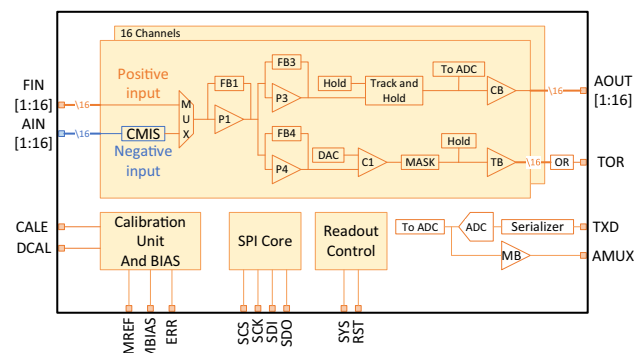 16 Channels
FIN
[1:16]
\16
Positive
input
MUX
FB1
P1
FB3
P3
Hold
Track and
Hold
To ADC
CB
\16
AOUT
[1:16]
AIN
[1:16]
\16
CMIS
Negative
input
FB4
P4
DAC
C1
MASK
Hold
TB
\16
OR
TOR
CALE
DCAL
Calibration
Unit
And BIAS
SPI Core
Readout
Control
To ADC
ADC
Serializer
TXD
MB
AMUX
MREF
MBIAS
ERR
SCS
SCK
SDI
SDO
SYS
RST